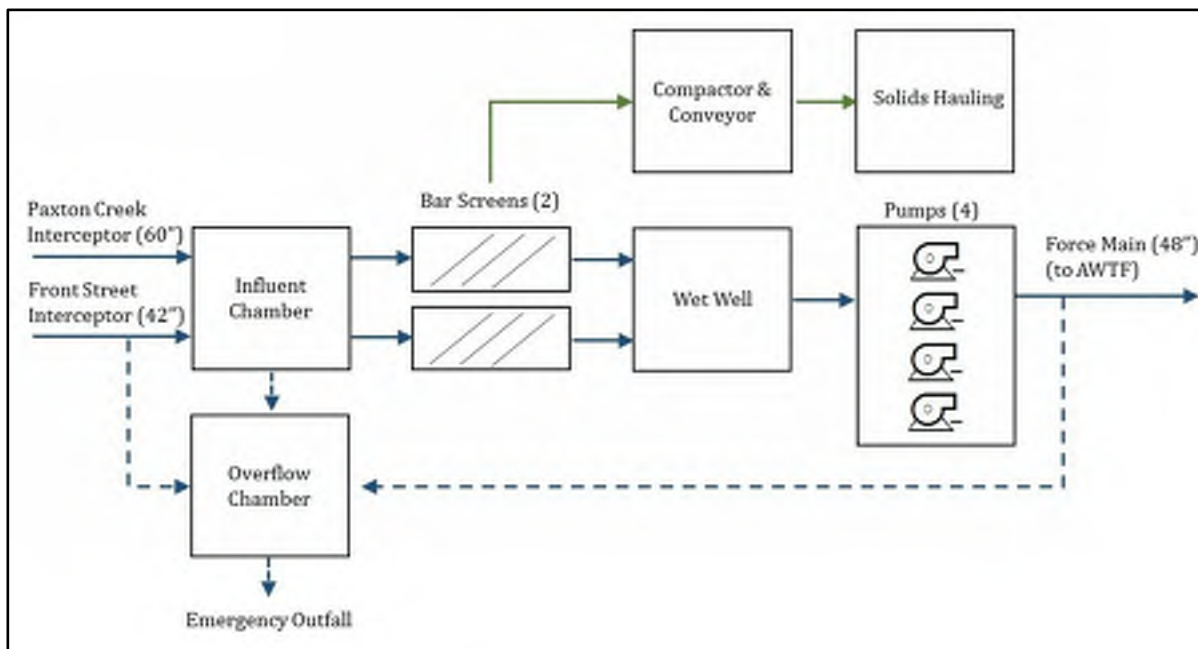 Compactor &
Conveyor
Solids Hauling
Bar Screens (2)
Pumps (4)
Paxton Creek
Interceptor (60")
Force Main (48")
(to AWTF)
Front Street
Interceptor (42")
Influent
Chamber
Wet Well
Overflow
Chamber
Emergency Outfall